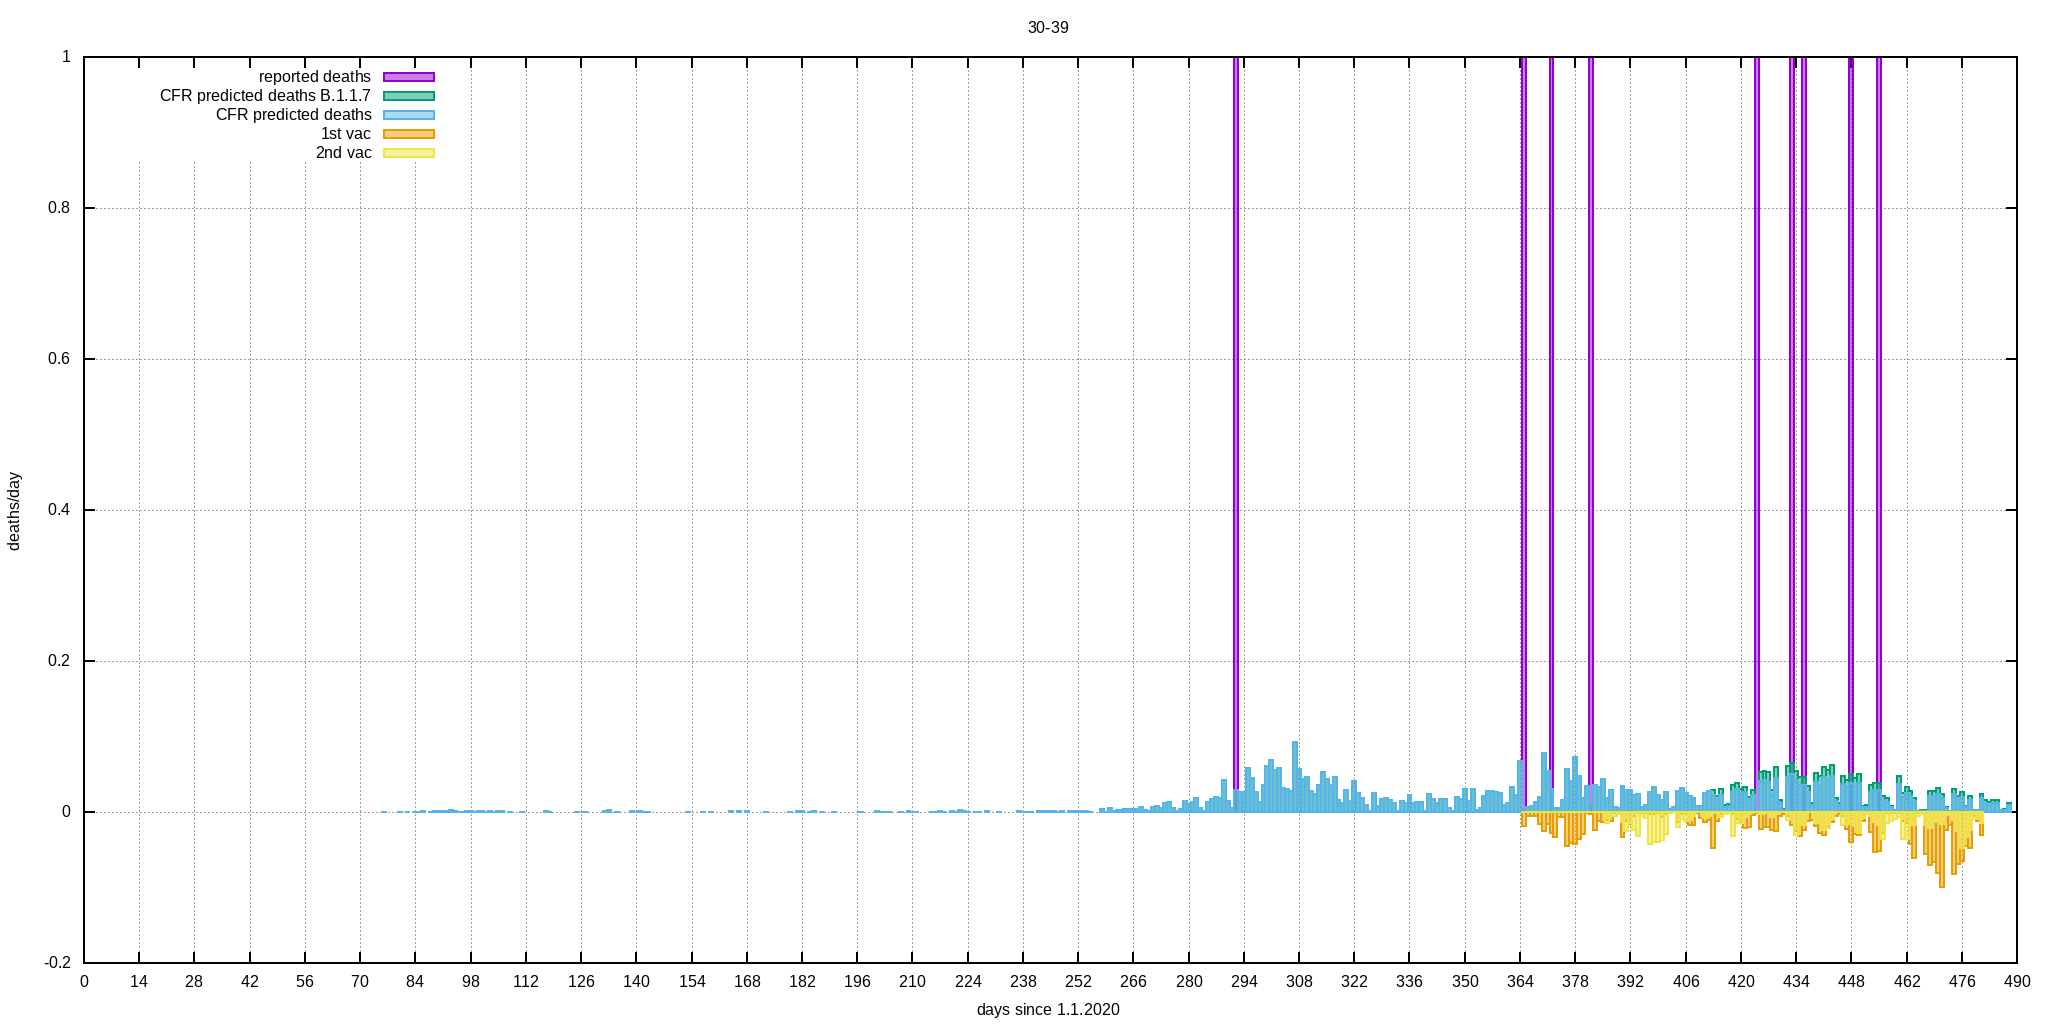 30-39
1
reported deaths
CFR predicted deaths B.1.1.7
CFR predicted deaths
1st vac
2nd vac
0.8
0.6
deaths/day
0.4
0.2
0
-0.2
0 14 28 42 56 70 84 98 112 126 140 154 168 182 196 210 224 238 252 266 280 294 308 322 336 350 364 378 392 406 420 434 448 462 476 490
days since 1.1.2020